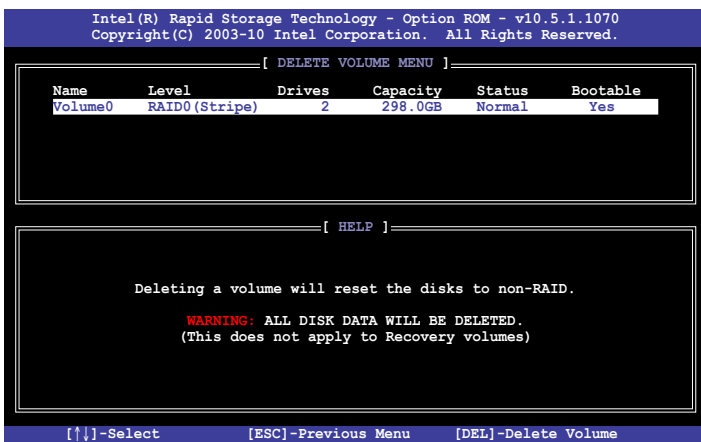 Intel(R) Rapid Storage Technology - Option ROM - v10.5.1.1070
Copyright(C) 2003-10 Intel Corporation. All Rights Reserved.
[ DELETE VOLUME MENU ]
Name Level Drives Capacity Status Bootable
Volume0 RAID0(Stripe) 2 298.0GB Normal Yes
[ HELP ]
Deleting a volume will reset the disks to non-RAID.
WARNING: ALL DISK DATA WILL BE DELETED.
(This does not apply to Recovery volumes)
[↑↓]-Select [ESC]-Previous Menu [DEL]-Delete Volume